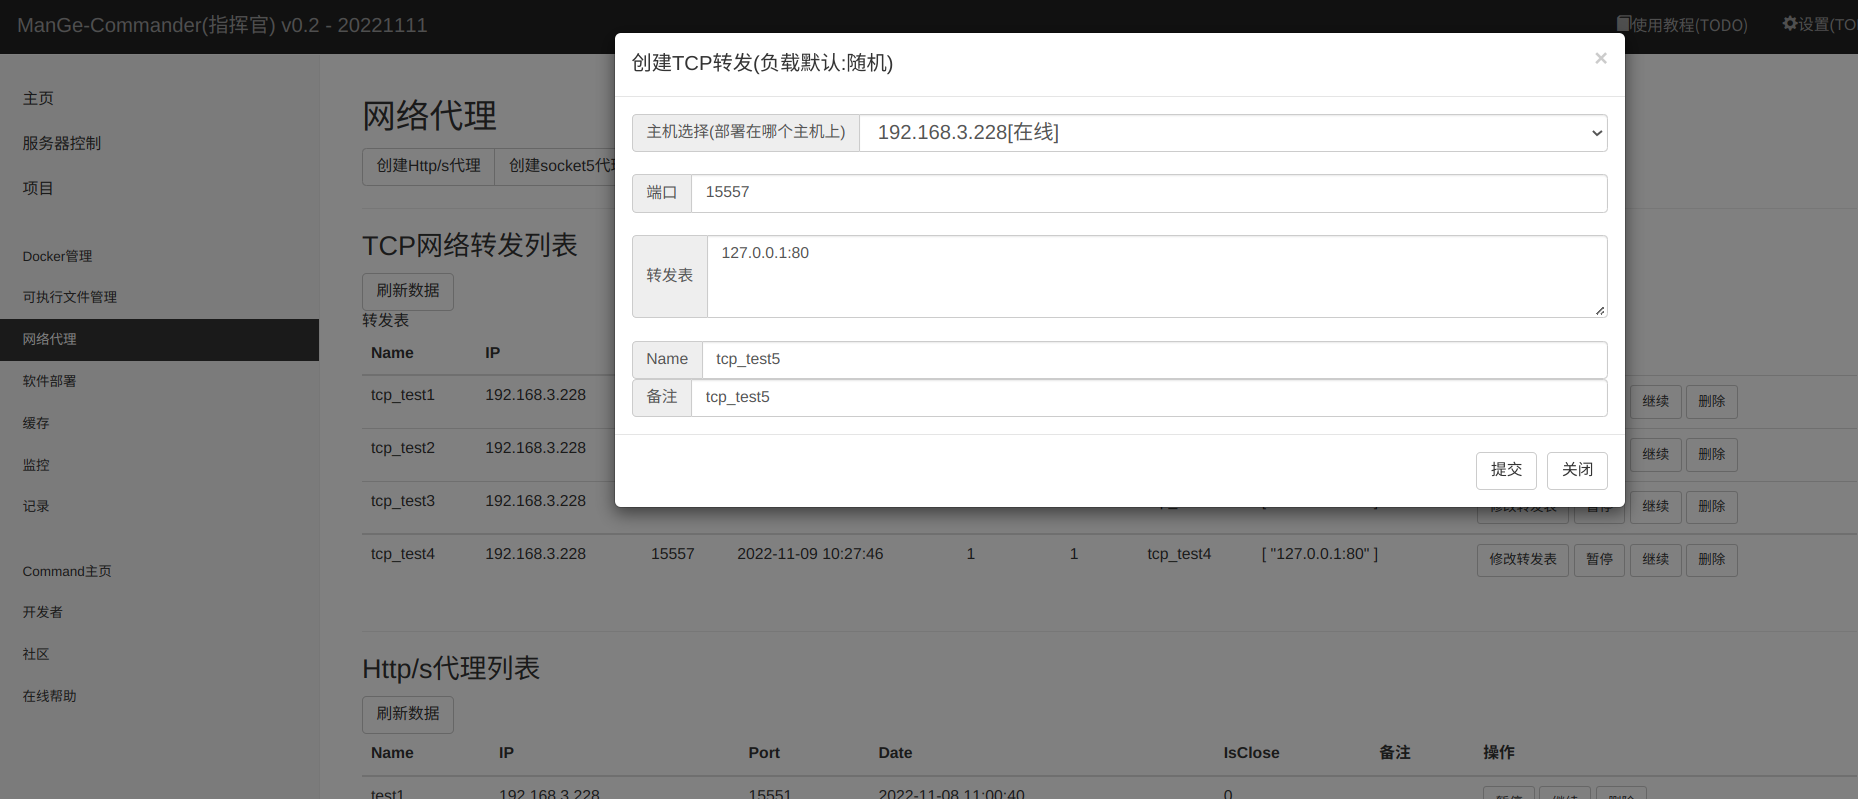 ManGe-Commander(指挥官) v0.2 - 20221111
使用教程(TODO)
设置(TO
主页
服务器控制
项目
Docker管理
可执行文件管理
网络代理
软件部署
缓存
监控
记录
Command主页
开发者
社区
在线帮助
网络代理
创建Http/s代理
创建socket5代
TCP网络转发列表
刷新数据
转发表
Name IP
tcp_test1 192.168.3.228 继续 删除
tcp_test2 192.168.3.228 继续 删除
tcp_test3 192.168.3.228 修改转发表 暂停 继续 删除
tcp_test4 192.168.3.228 15557 2022-11-09 10:27:46 1 1 tcp_test4 [ "127.0.0.1:80" ] 修改转发表 暂停 继续 删除
创建TCP转发(负载默认:随机) ×
主机选择(部署在哪个主机上) 192.168.3.228[在线]
端口 15557
转发表 127.0.0.1:80
Name tcp_test5
备注 tcp_test5
提交 关闭
Http/s代理列表
刷新数据
Name IP Port Date IsClose 备注 操作
test1 192.168.3.228 15551 2022-11-08 11:00:40 0 暂停 继续 删除